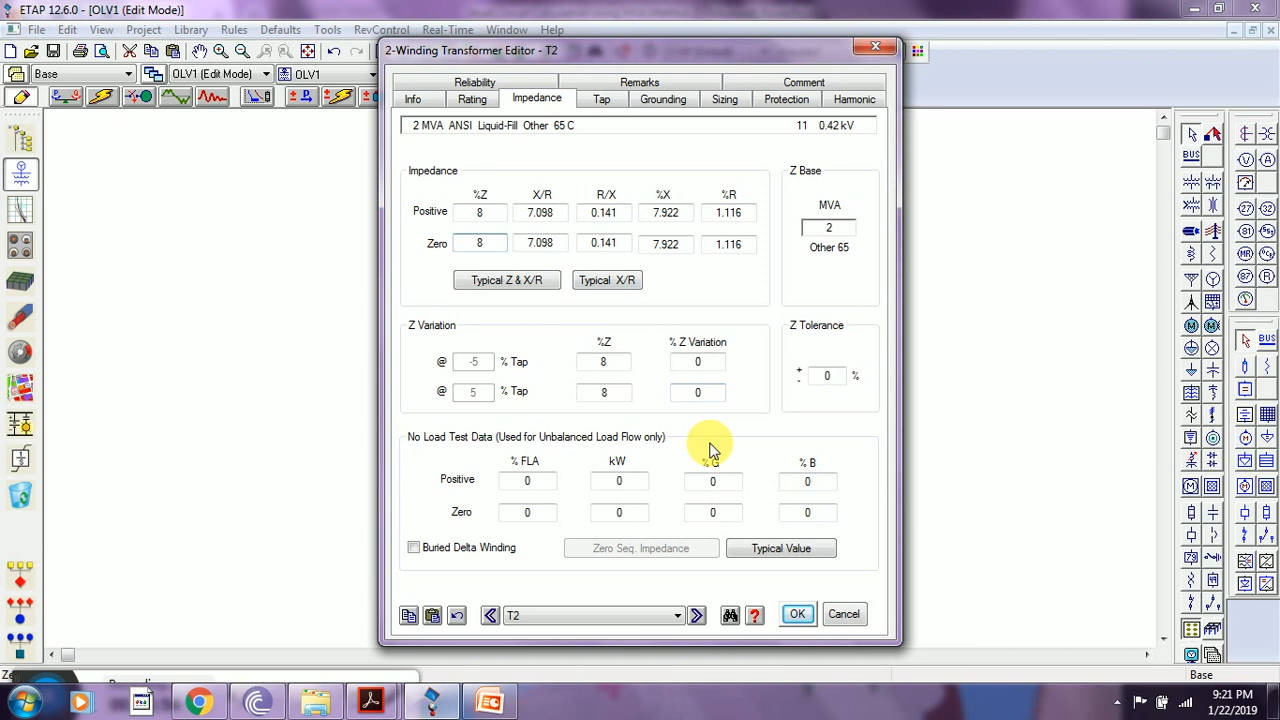 ETAP 12.6.0 - [OLV1 (Edit Mode)]
File Edit View Project Library Rules Defaults Tools RevControl Real-Time Window Help
Base OLV1 (Edit Mode) OLV1
2-Winding Transformer Editor - T2
Reliability Remarks Comment
Info Rating Impedance Tap Grounding Sizing Protection Harmonic
2 MVA ANSI Liquid-Fill Other 65 C 11 0.42 kV
Impedance
%Z X/R R/X %X %R
Positive 8 7.098 0.141 7.922 1.116
Zero 8 7.098 0.141 7.922 1.116
Typical Z & X/R Typical X/R
Z Base
MVA
2
Other 65
Z Variation
%Z % Z Variation
@ -5 % Tap 8 0
@ 5 % Tap 8 0
Z Tolerance
+
- 0 %
No Load Test Data (Used for Unbalanced Load Flow only)
% FLA kW % G % B
Positive 0 0 0 0
Zero 0 0 0 0
Buried Delta Winding Zero Seq. Impedance Typical Value
T2 OK Cancel
Base
9:21 PM
1/22/2019